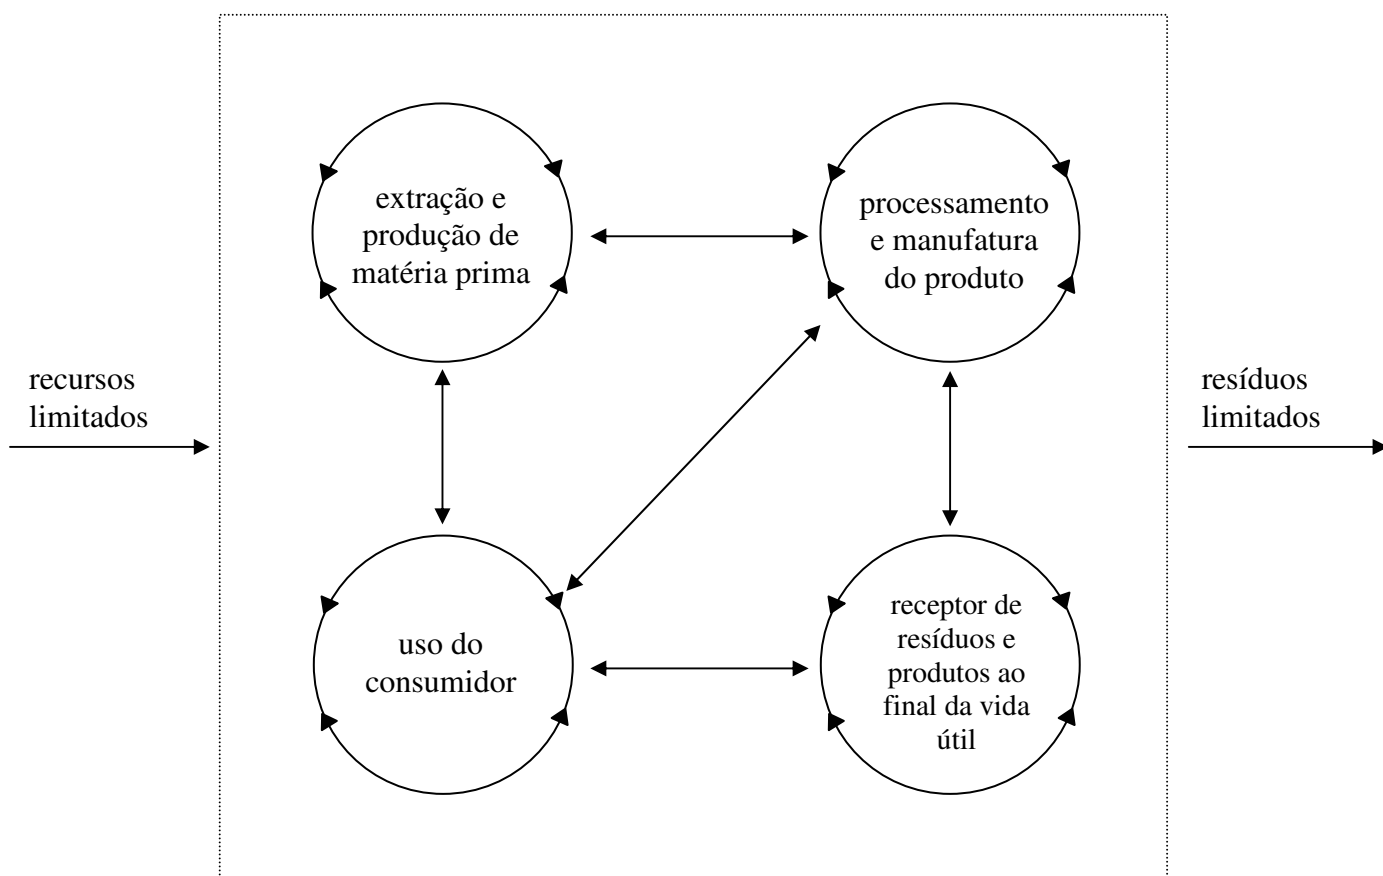 extração e
produção de
matéria prima
processamento
e manufatura
do produto
recursos
limitados
resíduos
limitados
uso do
consumidor
receptor de
resíduos e
produtos ao
final da vida
útil